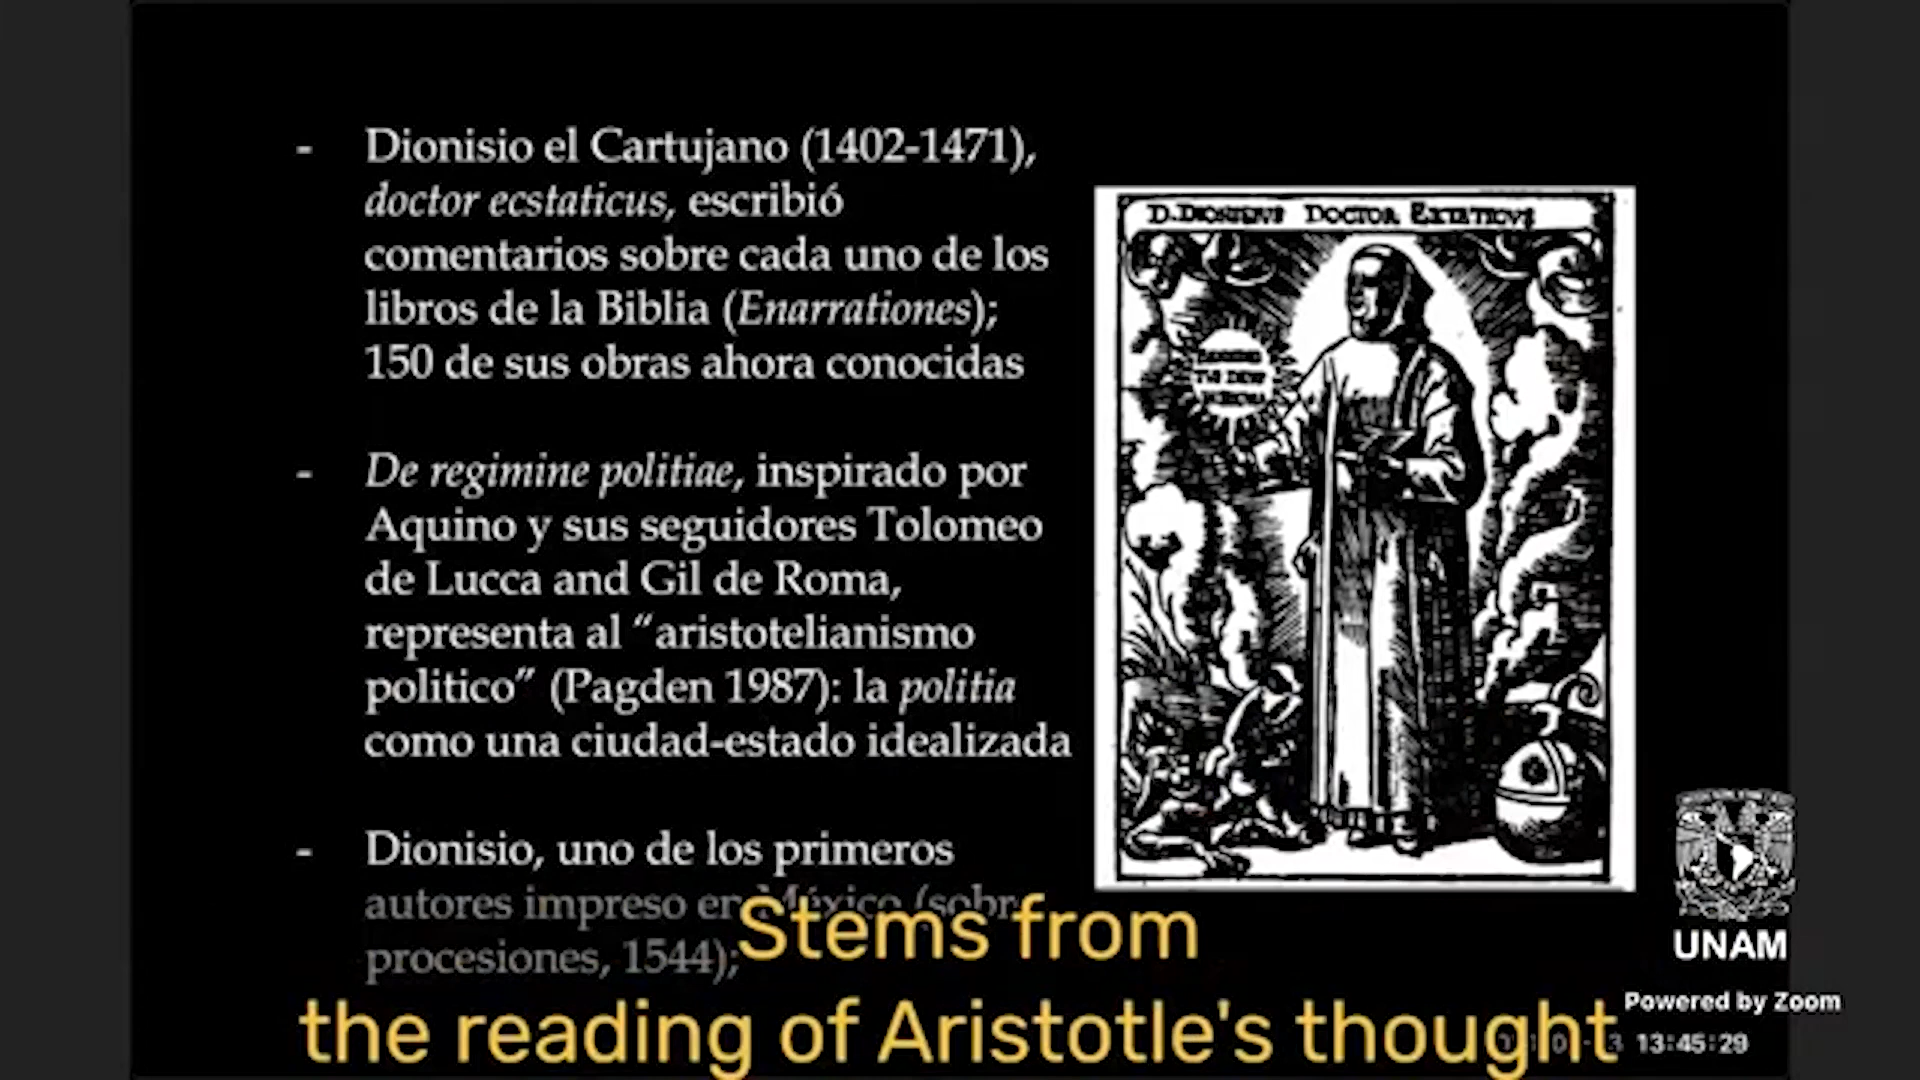 - Dionisio el Cartujano (1402-1471),
doctor ecstaticus, escribió
comentarios sobre cada uno de los
libros de la Biblia (Enarrationes);
150 de sus obras ahora conocidas
- De regimine politiae, inspirado por
Aquino y sus seguidores Tolomeo
de Lucca and Gil de Roma,
representa al “aristotelianismo
politico” (Pagden 1987): la politia
como una ciudad-estado idealizada
- Dionisio, uno de los primeros
autores impreso en México (sobre
procesiones, 1544);
D. DIONISIVS DOCTOR EXTATICVS
Stems from
the reading of Aristotle's thought
UNAM
Powered by Zoom
13:45:29